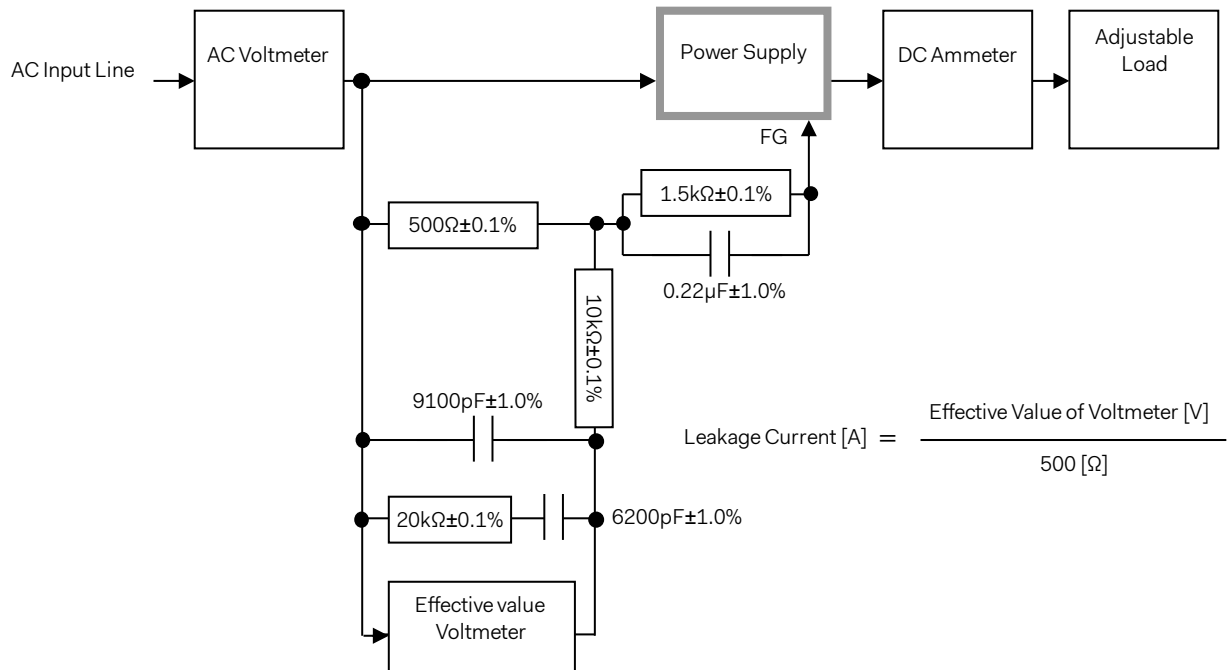 AC Input Line
AC Voltmeter
Power Supply
DC Ammeter
Adjustable
Load
FG
1.5kΩ±0.1%
500Ω±0.1%
0.22µF±1.0%
10kΩ±0.1%
9100pF±1.0%
Leakage Current [A] =
Effective Value of Voltmeter [V]
500 [Ω]
20kΩ±0.1%
6200pF±1.0%
Effective value
Voltmeter